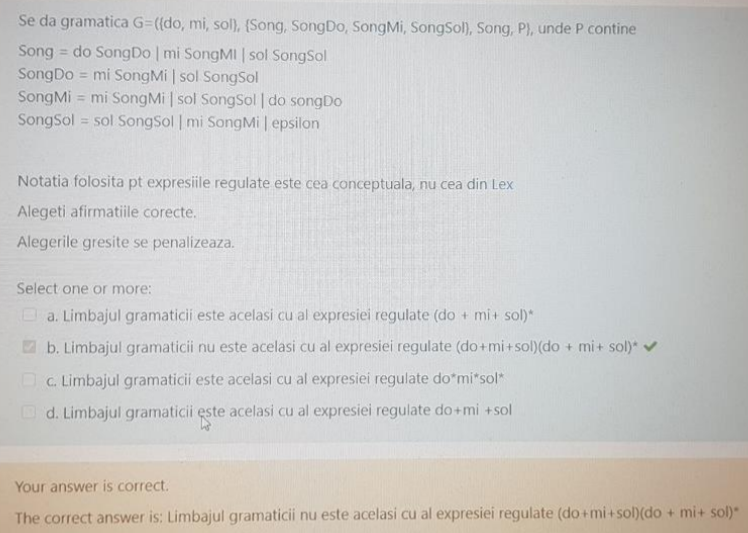 Se da gramatica G=({do, mi, sol}, {Song, SongDo, SongMi, SongSol}, Song, P}, unde P contine
Song = do SongDo | mi SongMI | sol SongSol
SongDo = mi SongMi | sol SongSol
SongMi = mi SongMi | sol SongSol | do songDo
SongSol = sol SongSol | mi SongMi | epsilon
Notatia folosita pt expresiile regulate este cea conceptuala, nu cea din Lex
Alegeti afirmatiile corecte.
Alegerile gresite se penalizeaza.
Select one or more:
a. Limbajul gramaticii este acelasi cu al expresiei regulate (do + mi+ sol)*
b. Limbajul gramaticii nu este acelasi cu al expresiei regulate (do+mi+sol)(do + mi+ sol)*
c. Limbajul gramaticii este acelasi cu al expresiei regulate do*mi*sol*
d. Limbajul gramaticii este acelasi cu al expresiei regulate do+mi +sol
Your answer is correct.
The correct answer is: Limbajul gramaticii nu este acelasi cu al expresiei regulate (do+mi+sol)(do + mi+ sol)*